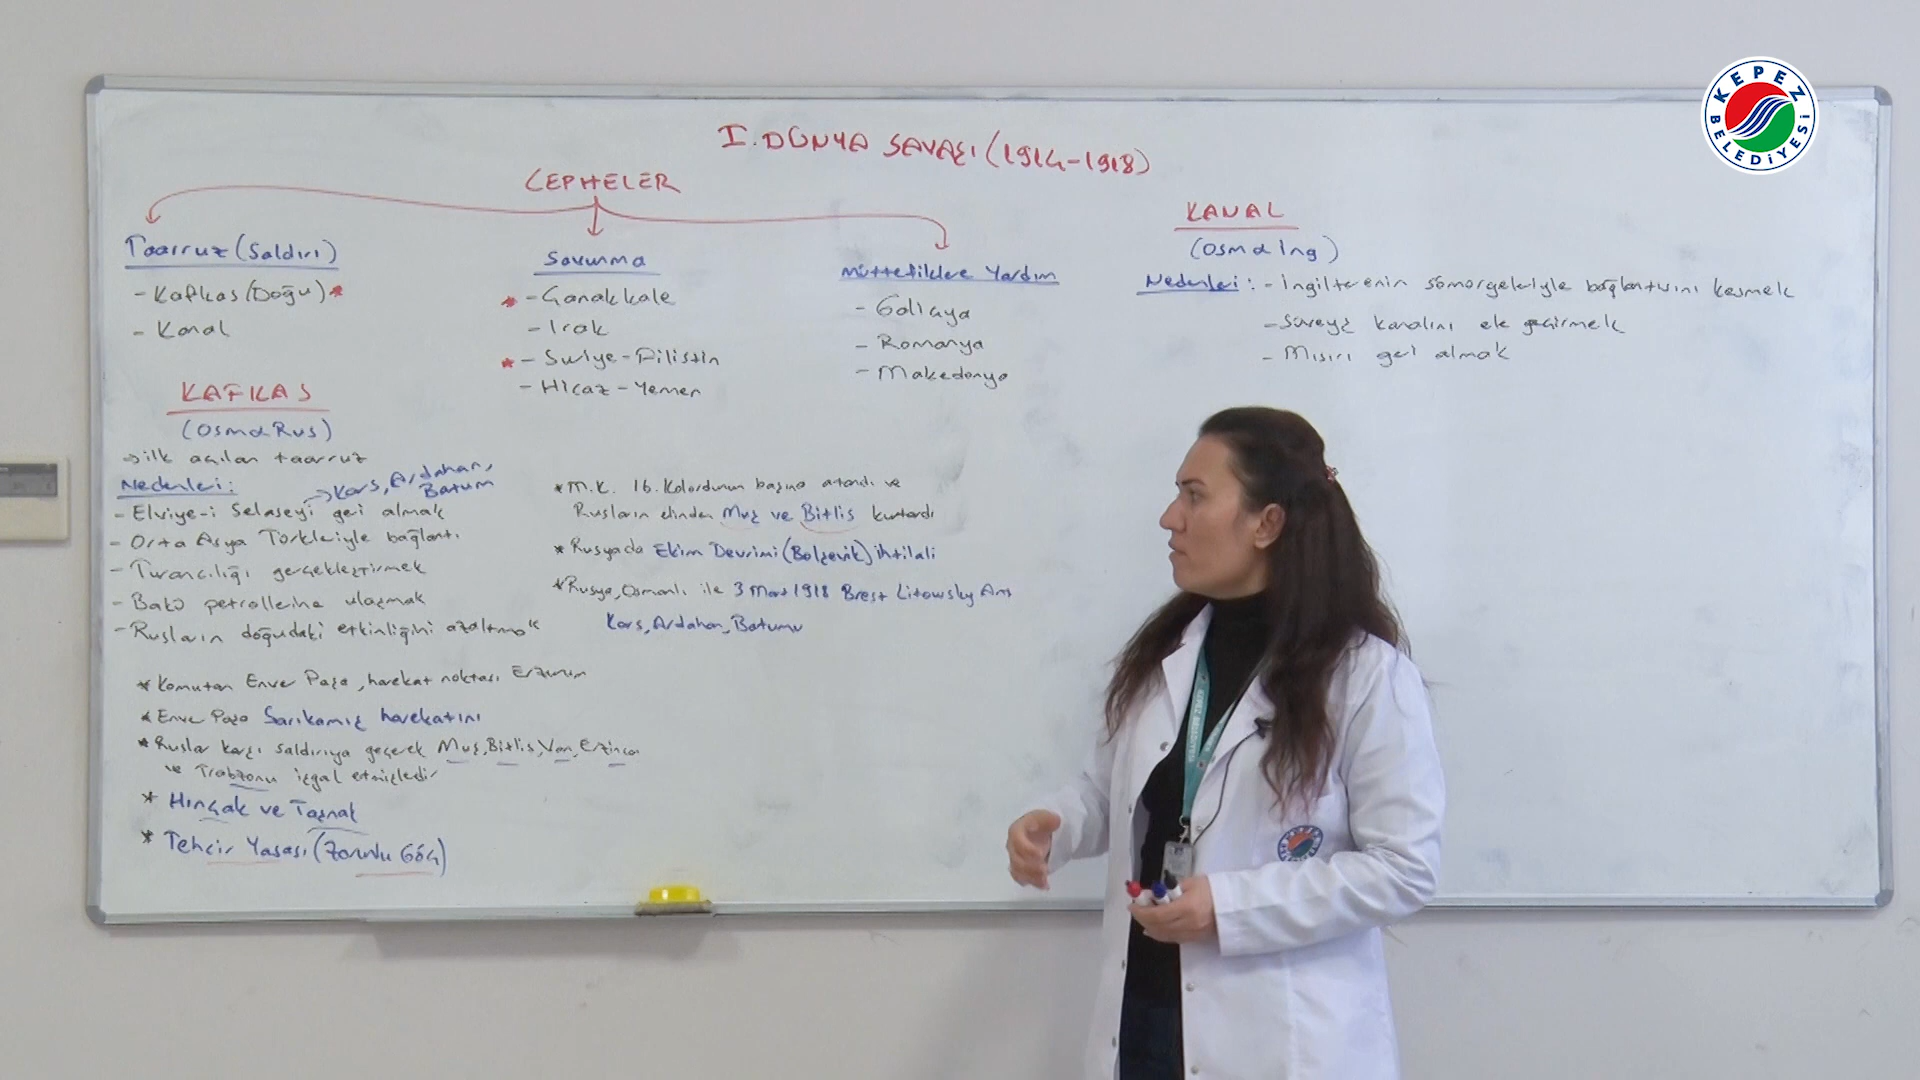 I. DÜNYA SAVAŞI (1914-1918)
CEPHELER
Taarruz (Saldırı)
- Kafkas (Doğu) *
- Kanal
Savunma
* - Çanakkale
- Irak
* - Suriye-Filistin
- Hicaz-Yemen
Müttefiklere Yardım
- Galiçya
- Romanya
- Makedonya
KAFKAS
(Osm α Rus)
→ ilk açılan taarruz
Nedenleri:
→ Kars, Ardahan, Batum
- Elviye-i Selaseyi geri almak
- Orta Asya Türkleriyle bağlantı
- Turancılığı gerçekleştirmek
- Bakü petrollerine ulaşmak
- Rusların doğudaki etkinliğini azaltmak
* Komutan Enver Paşa, harekat noktası Erzurum
* Enver Paşa Sarıkamış harekatını
* Ruslar karşı saldırıya geçerek Muş, Bitlis, Van, Erzincan
ve Trabzonu işgal etmişledir
* Hınçak ve Taşnak
* Tehcir Yasası (Zorunlu Göç)
* M.K. 16. Kolordunun başına atandı ve
Rusların elinden Muş ve Bitlis kurtardı
* Rusyada Ekim Devrimi (Bolşevik) ihtilali
* Rusya, Osmanlı ile 3 Mart 1918 Brest Litowsky Ant
Kars, Ardahan, Batumu
KANAL
(Osm α İng)
Nedenleri: - İngilterenin sömürgeleriyle bağlantısını kesmek
- Süveyş kanalını ele geçirmek
- Mısırı geri almak
KEPEZ
BELEDİYESİ